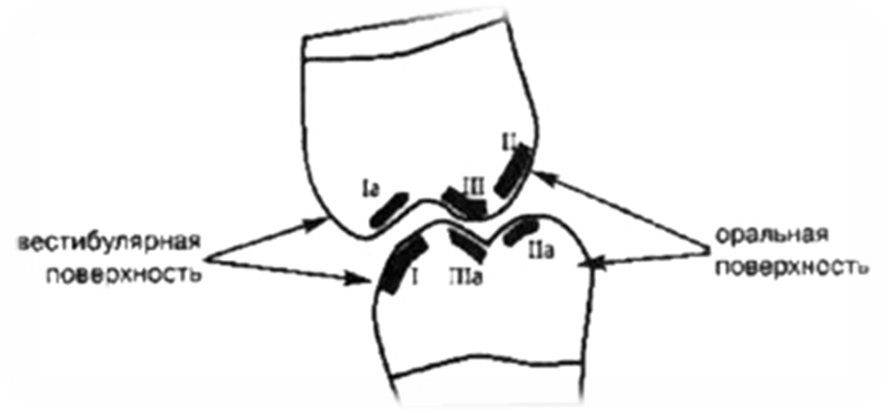 II
Ia
III
вестибулярная
поверхность
оральная
поверхность
I
IIIa
IIa